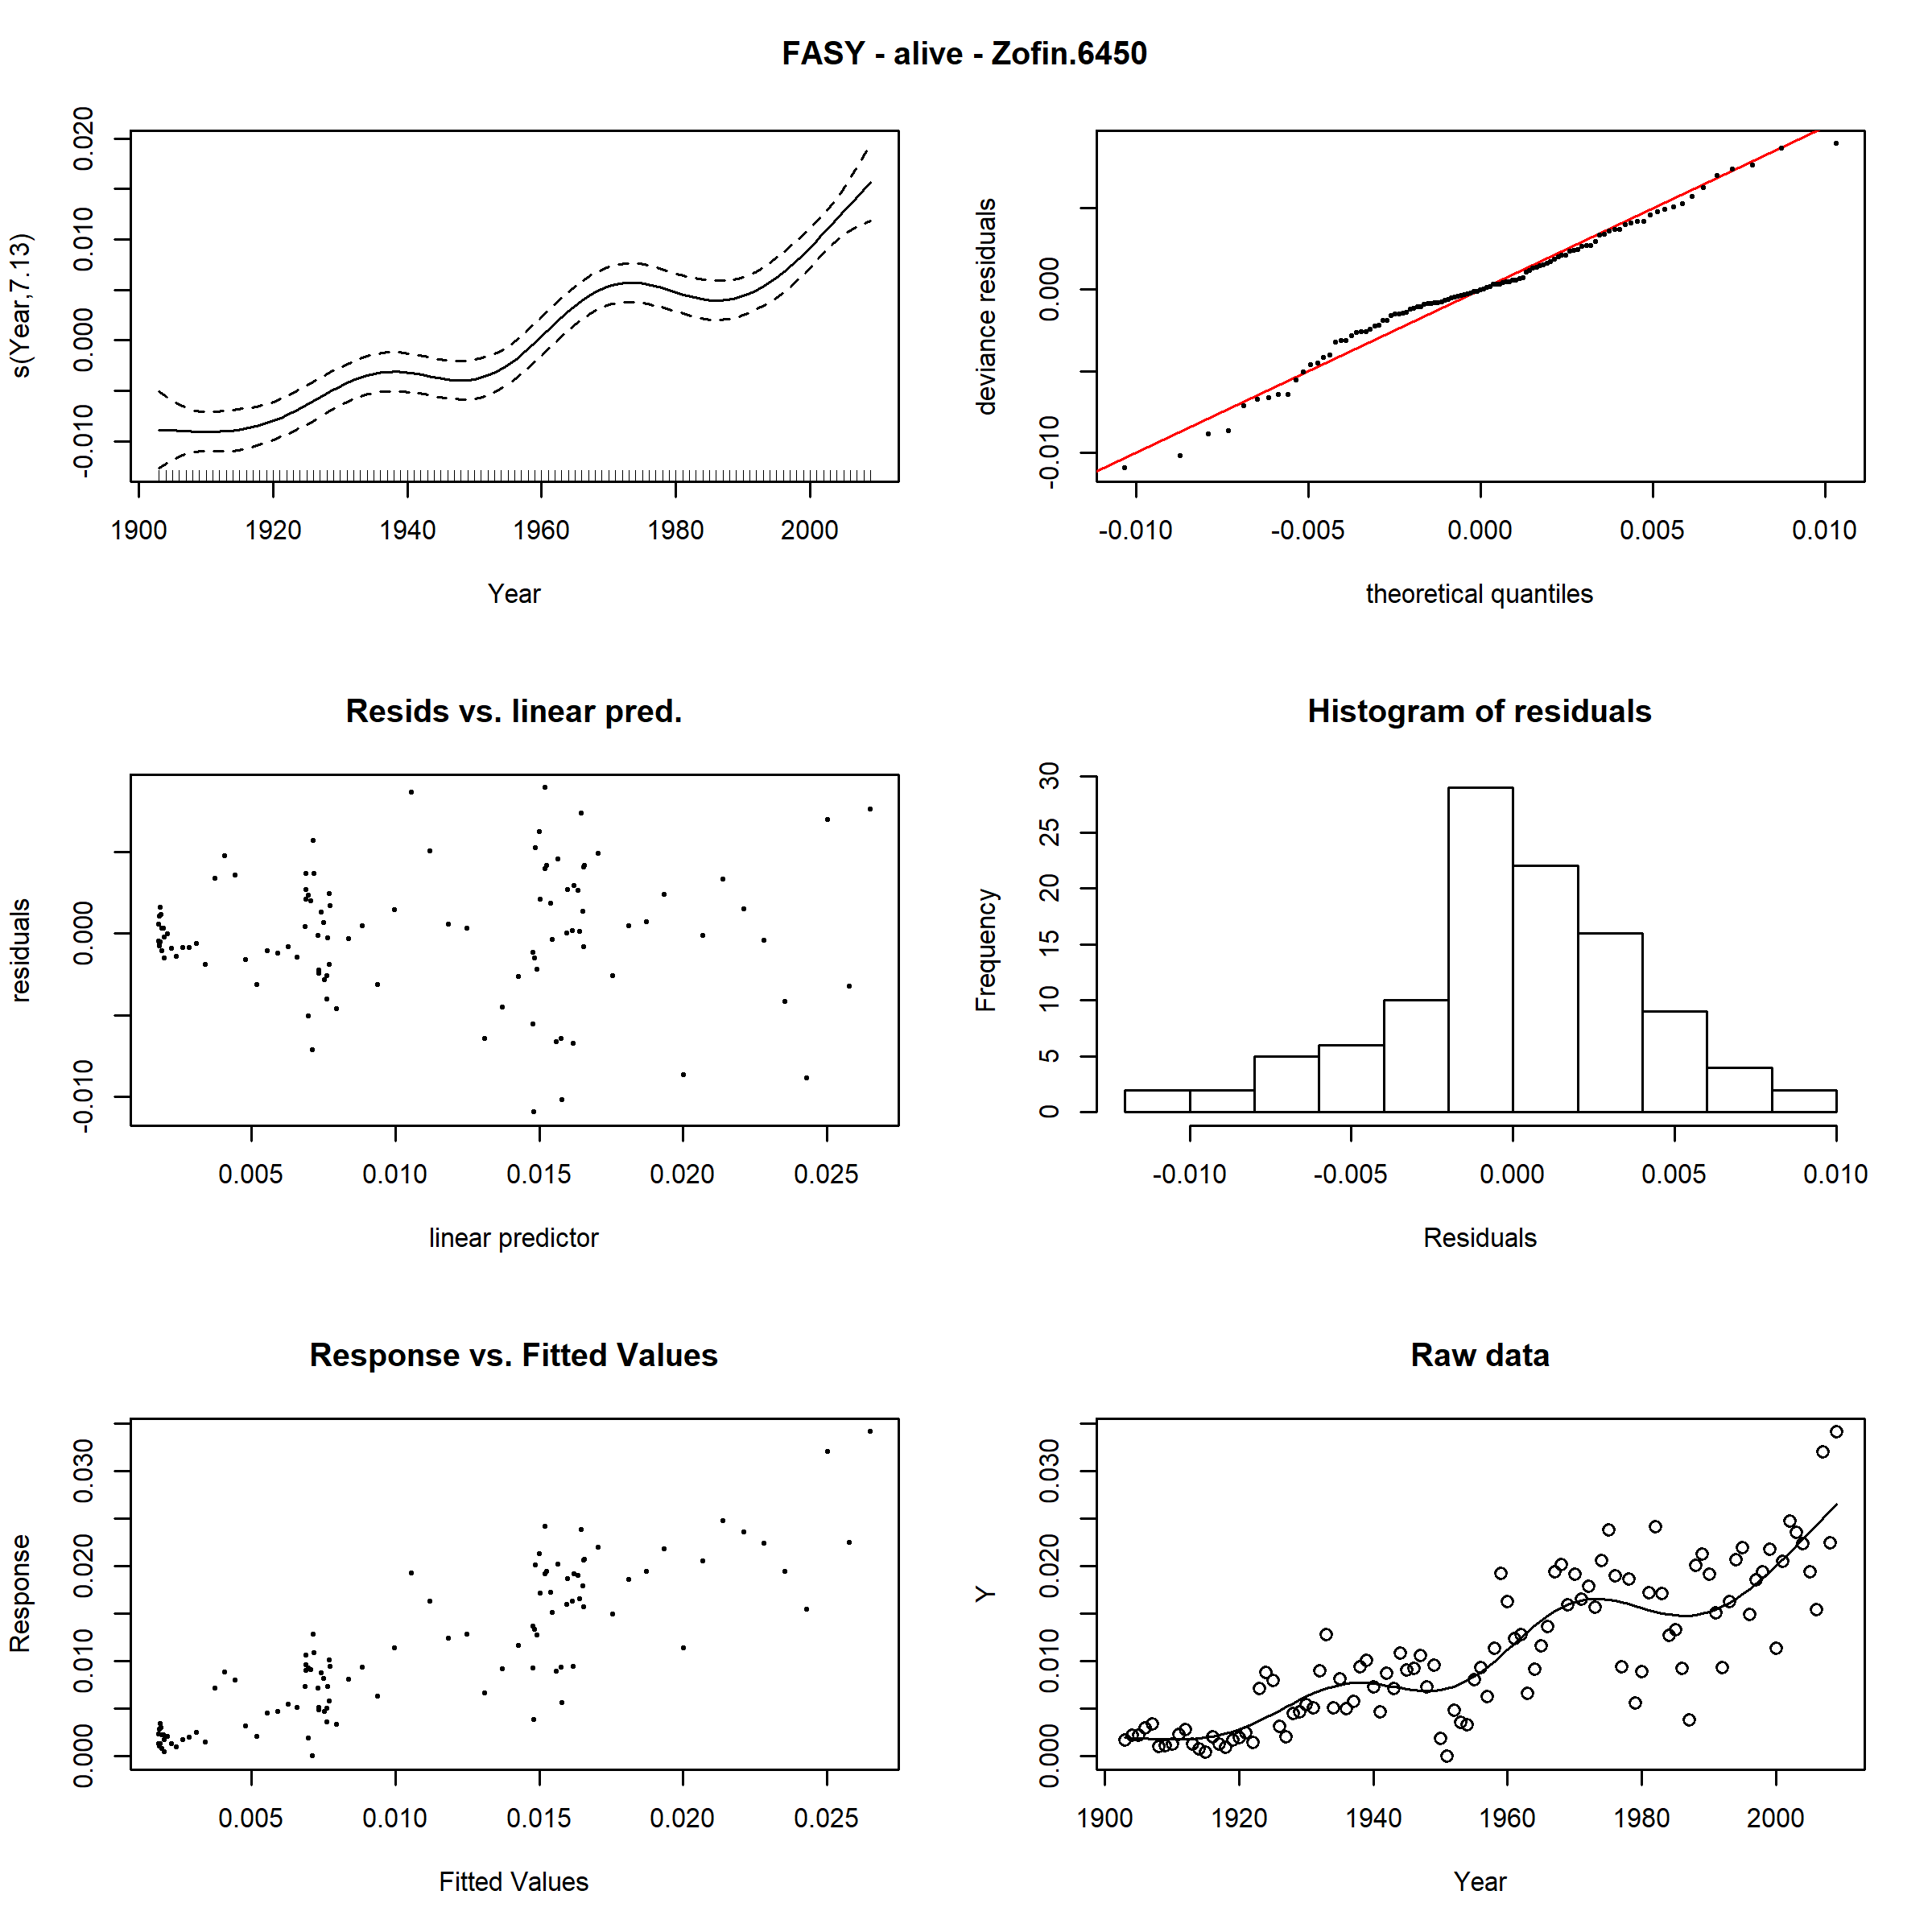 FASY - alive - Zofin.6450
s(Year,7.13)
-0.010 0.000 0.010 0.020
1900 1920 1940 1960 1980 2000
Year
deviance residuals
-0.010 0.000
-0.010 -0.005 0.000 0.005 0.010
theoretical quantiles
Resids vs. linear pred.
residuals
-0.010 0.000
0.005 0.010 0.015 0.020 0.025
linear predictor
Histogram of residuals
Frequency
0 5 10 15 20 25 30
-0.010 -0.005 0.000 0.005 0.010
Residuals
Response vs. Fitted Values
Response
0.000 0.010 0.020 0.030
0.005 0.010 0.015 0.020 0.025
Fitted Values
Raw data
Y
0.000 0.010 0.020 0.030
1900 1920 1940 1960 1980 2000
Year